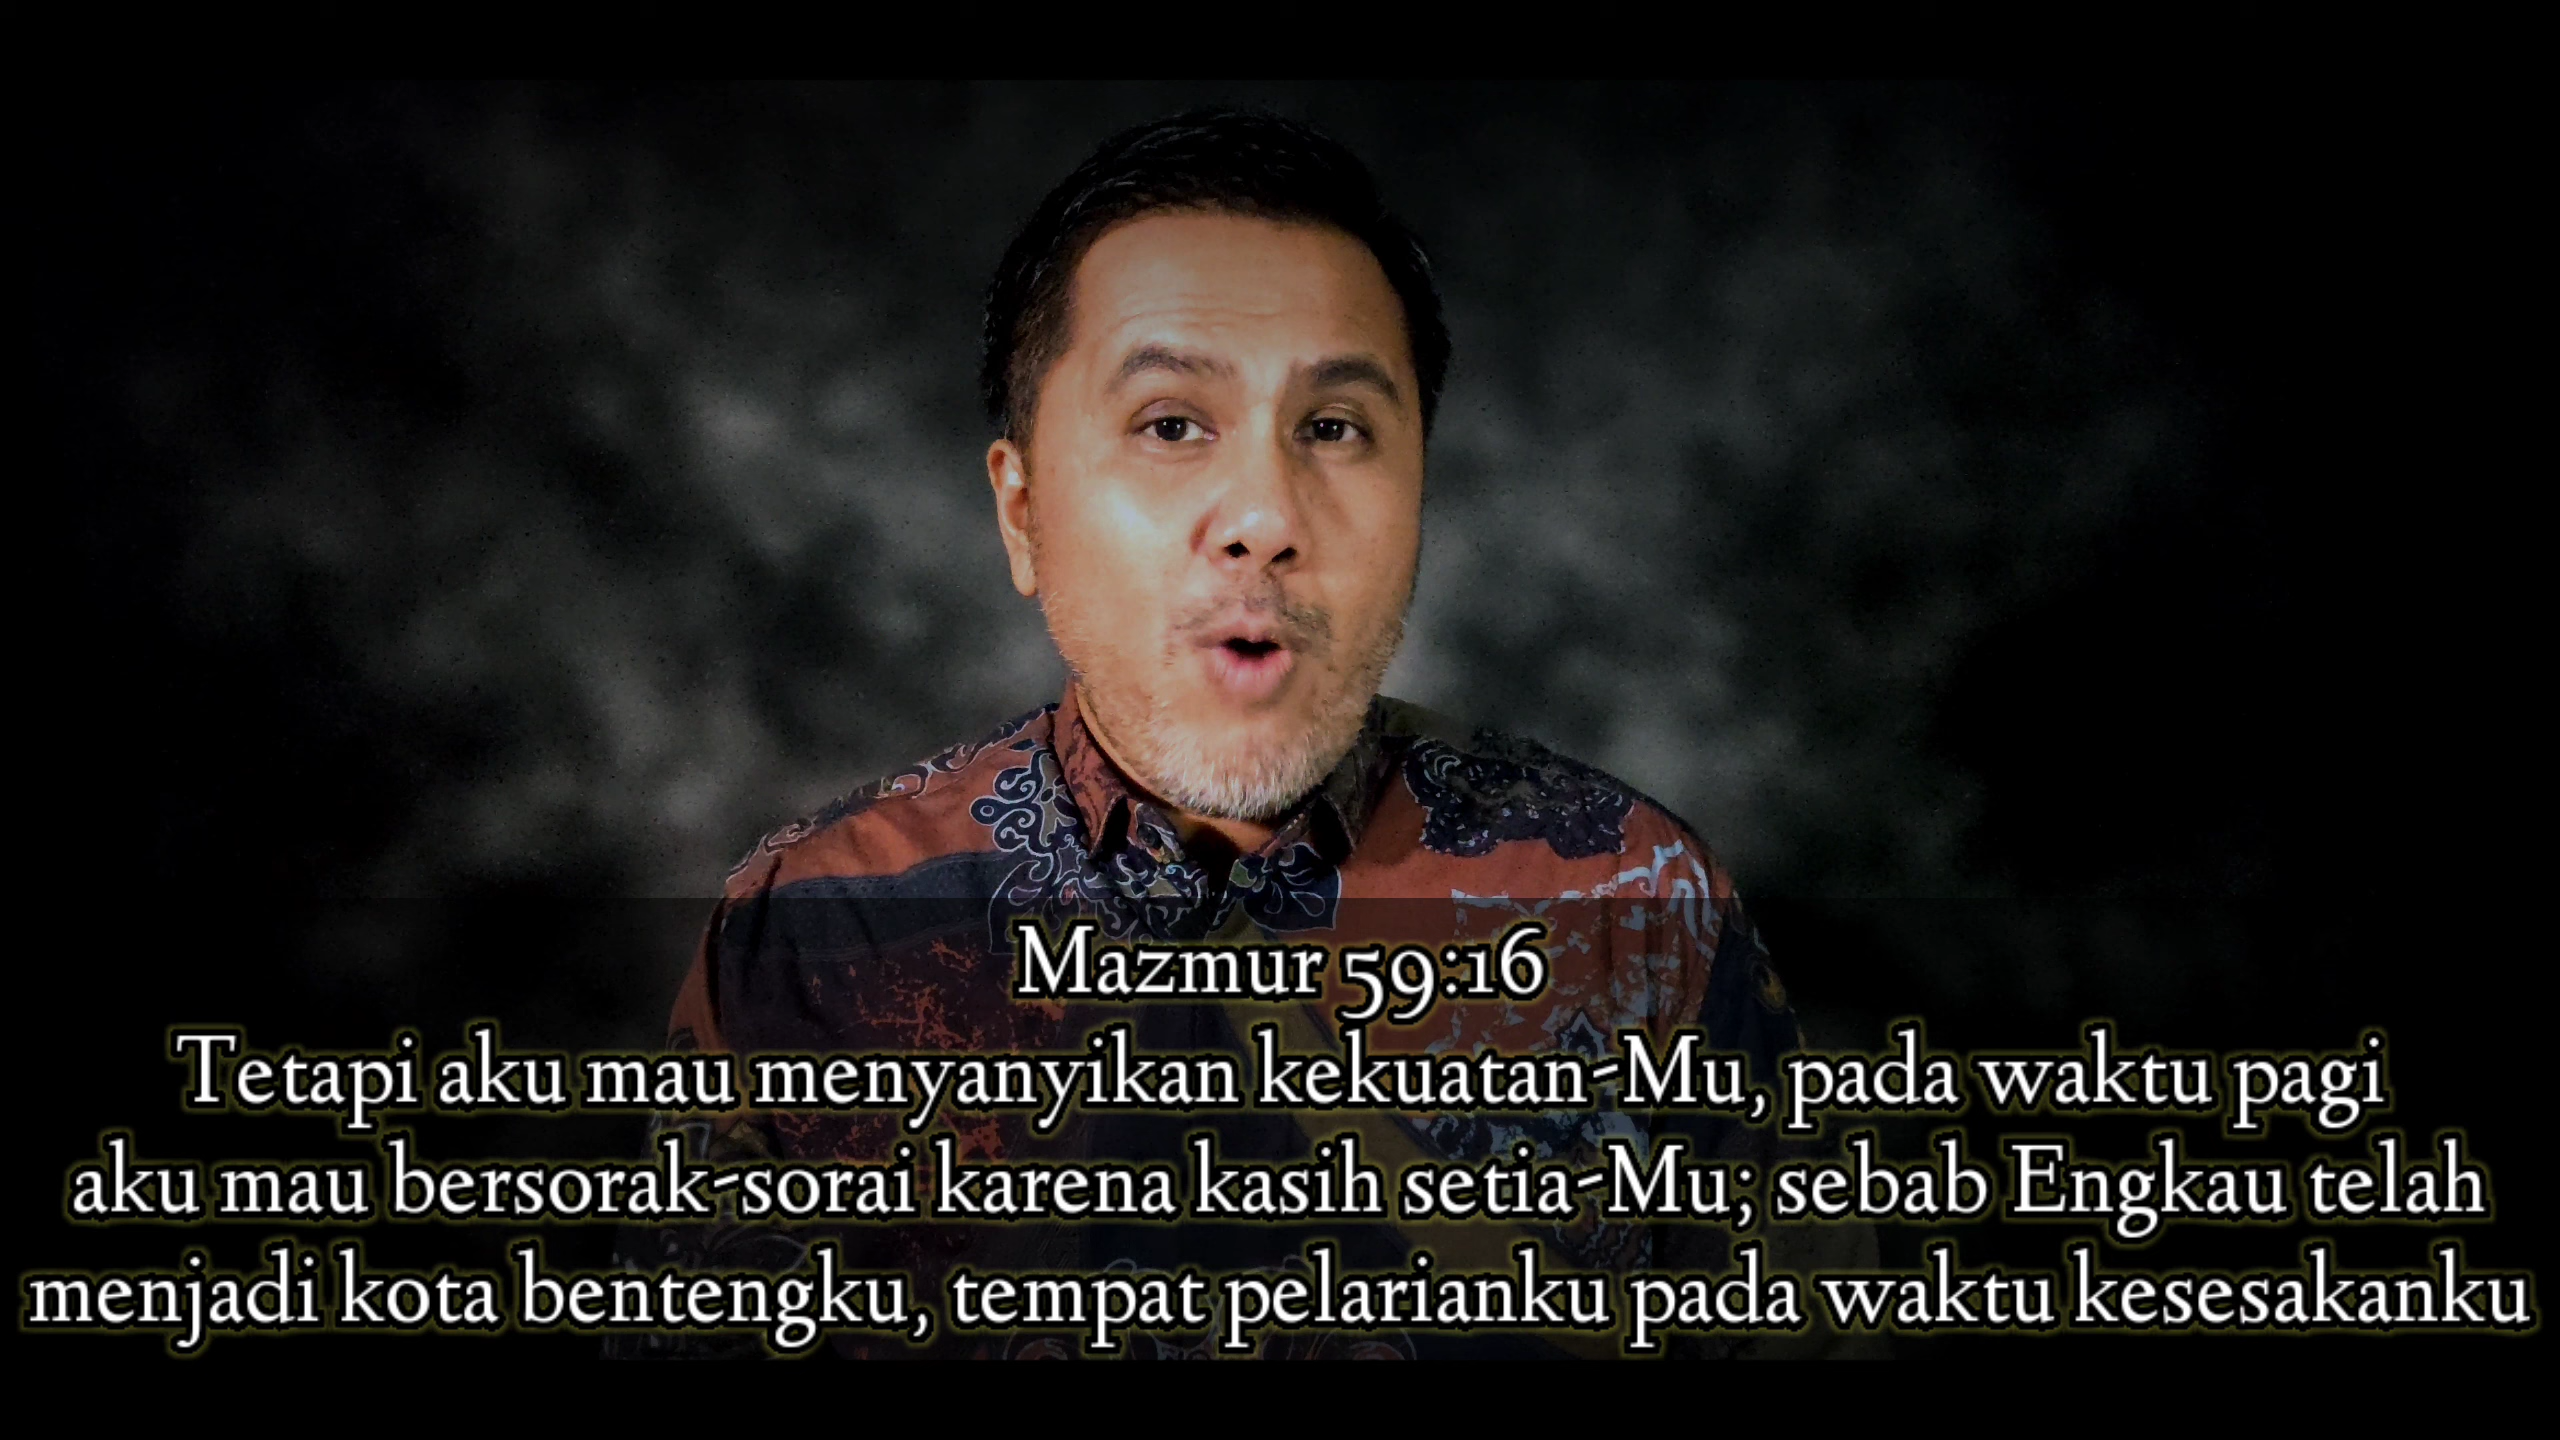 Mazmur 59:16
Tetapi aku mau menyanyikan kekuatan-Mu, pada waktu pagi
aku mau bersorak-sorai karena kasih setia-Mu; sebab Engkau telah
menjadi kota bentengku, tempat pelarianku pada waktu kesesakanku